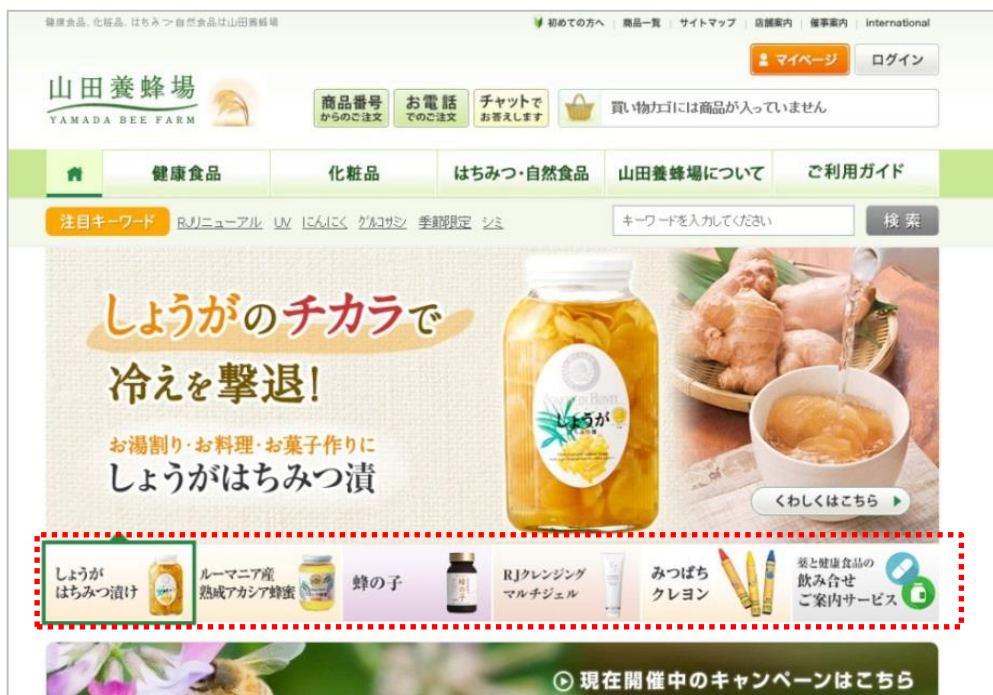 健康食品、化粧品、はちみつ・自然食品は山田養蜂場
初めての方へ 商品一覧 サイトマップ 店舗案内 催事案内 international
マイページ ログイン
山田養蜂場
YAMADA BEE FARM
商品番号 からのご注文
お電話 でのご注文
チャットで お答えします
買い物カゴには商品が入っていません
健康食品 化粧品 はちみつ・自然食品 山田養蜂場について ご利用ガイド
注目キーワード RJリニューアル UV にんにく グルコサミン 季節限定 シミ
キーワードを入力してください 検索
しょうがのチカラで
冷えを撃退!
お湯割り・お料理・お菓子作りに
しょうがはちみつ漬
しょうが
くわしくはこちら
しょうが
はちみつ漬け
ルーマニア産
熟成アカシア蜂蜜
蜂の子
RJクレンジング
マルチジェル
みつばち
クレヨン
薬と健康食品の
飲み合せ
ご案内サービス
現在開催中のキャンペーンはこちら